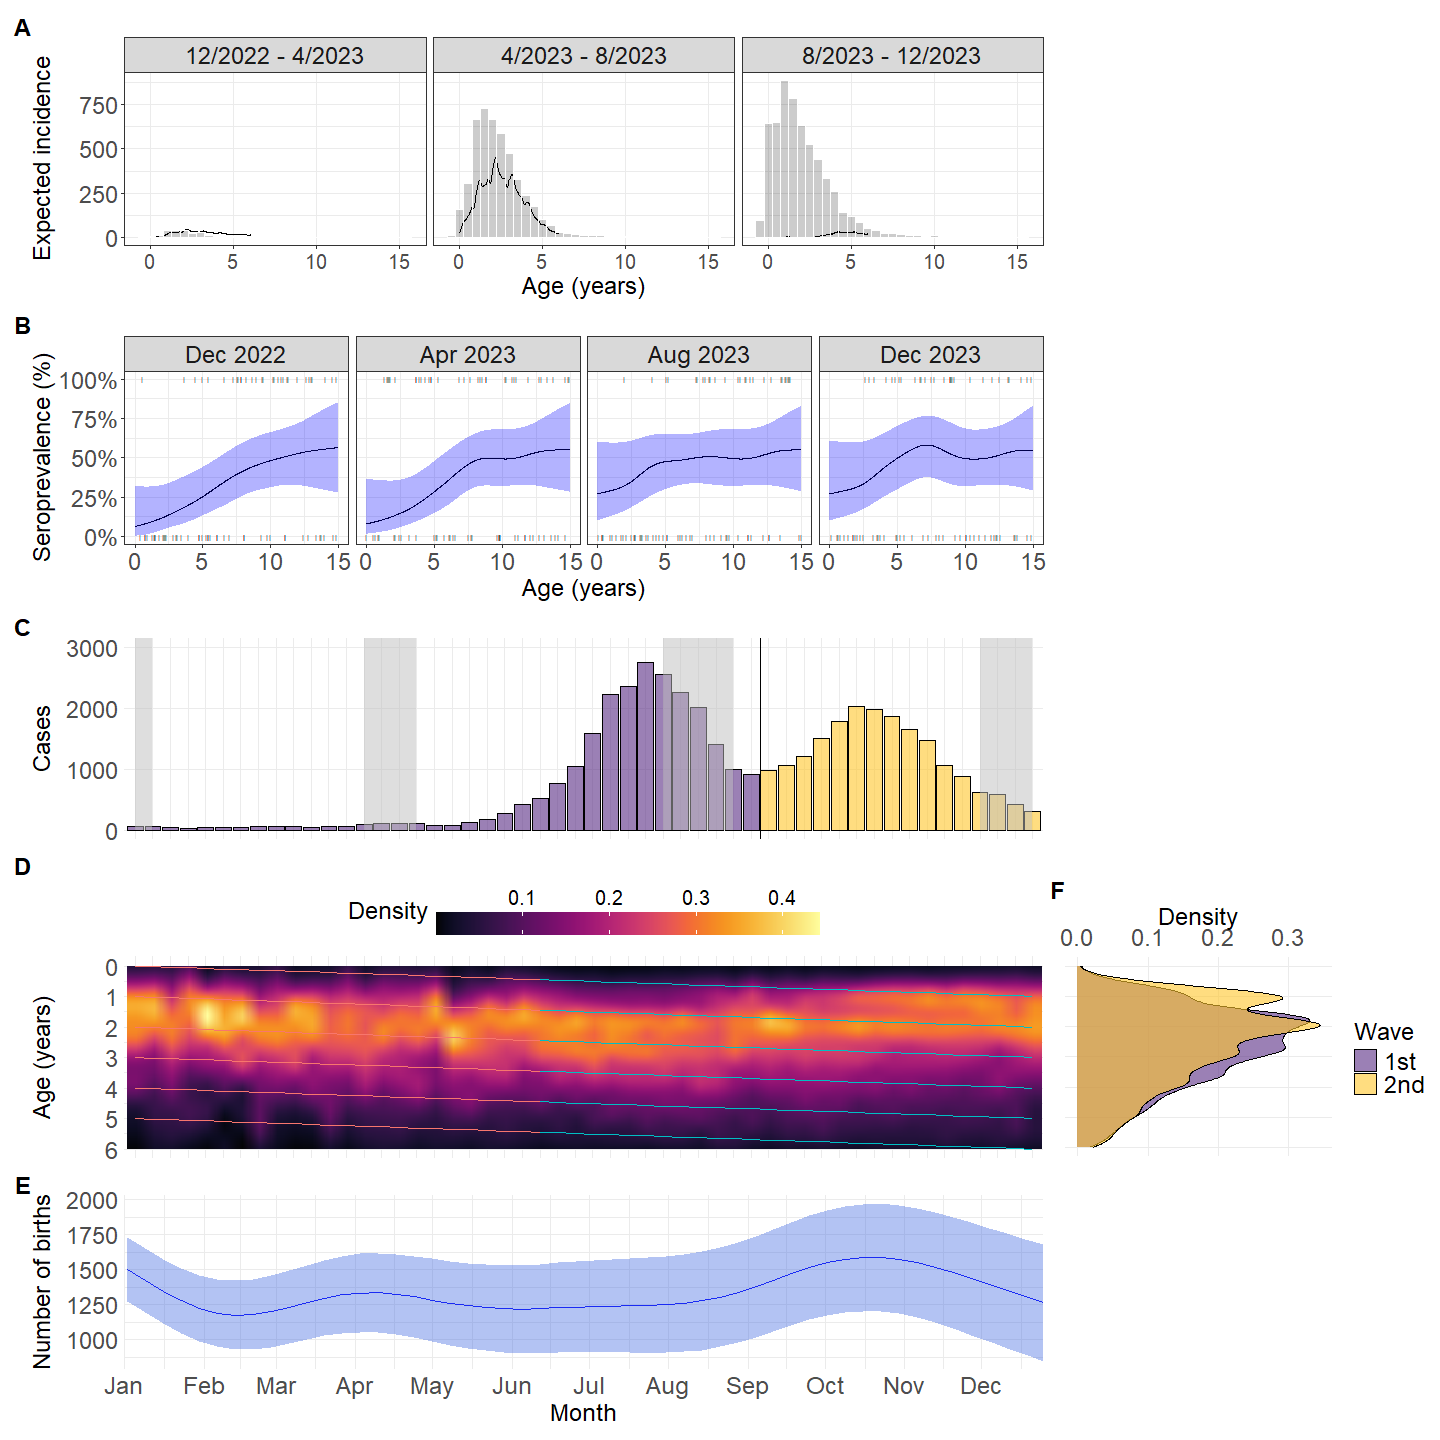 A
12/2022 - 4/2023
4/2023 - 8/2023
8/2023 - 12/2023
Expected incidence
750
500
250
0
0 5 10 15
0 5 10 15
0 5 10 15
Age (years)
B
Dec 2022
Apr 2023
Aug 2023
Dec 2023
Seroprevalence (%)
100%
75%
50%
25%
0%
0 5 10 15
0 5 10 15
0 5 10 15
0 5 10 15
Age (years)
C
Cases
3000
2000
1000
0
D
Density
0.1 0.2 0.3 0.4
Age (years)
0
1
2
3
4
5
6
F
Density
0.0 0.1 0.2 0.3
Wave
1st
2nd
E
Number of births
2000
1750
1500
1250
1000
Jan Feb Mar Apr May Jun Jul Aug Sep Oct Nov Dec
Month